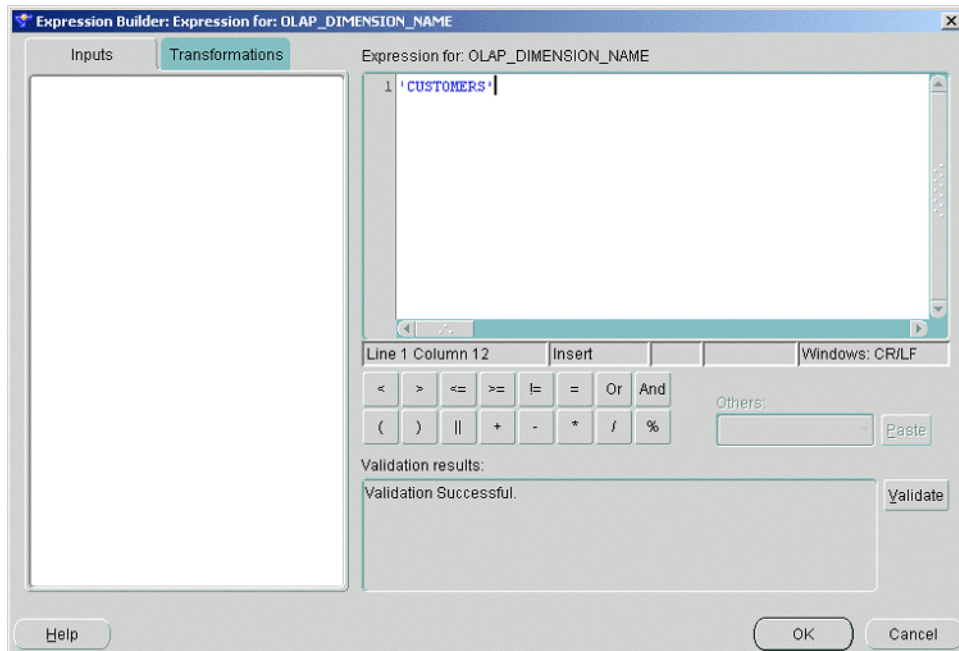 Expression Builder: Expression for: OLAP_DIMENSION_NAME
Inputs
Transformations
Expression for: OLAP_DIMENSION_NAME
1 'CUSTOMERS'
Line 1 Column 12
Insert
Windows: CR/LF
< > <= >= != = Or And
( ) || + - * / %
Others:
Paste
Validation results:
Validation Successful.
Validate
Help
OK
Cancel